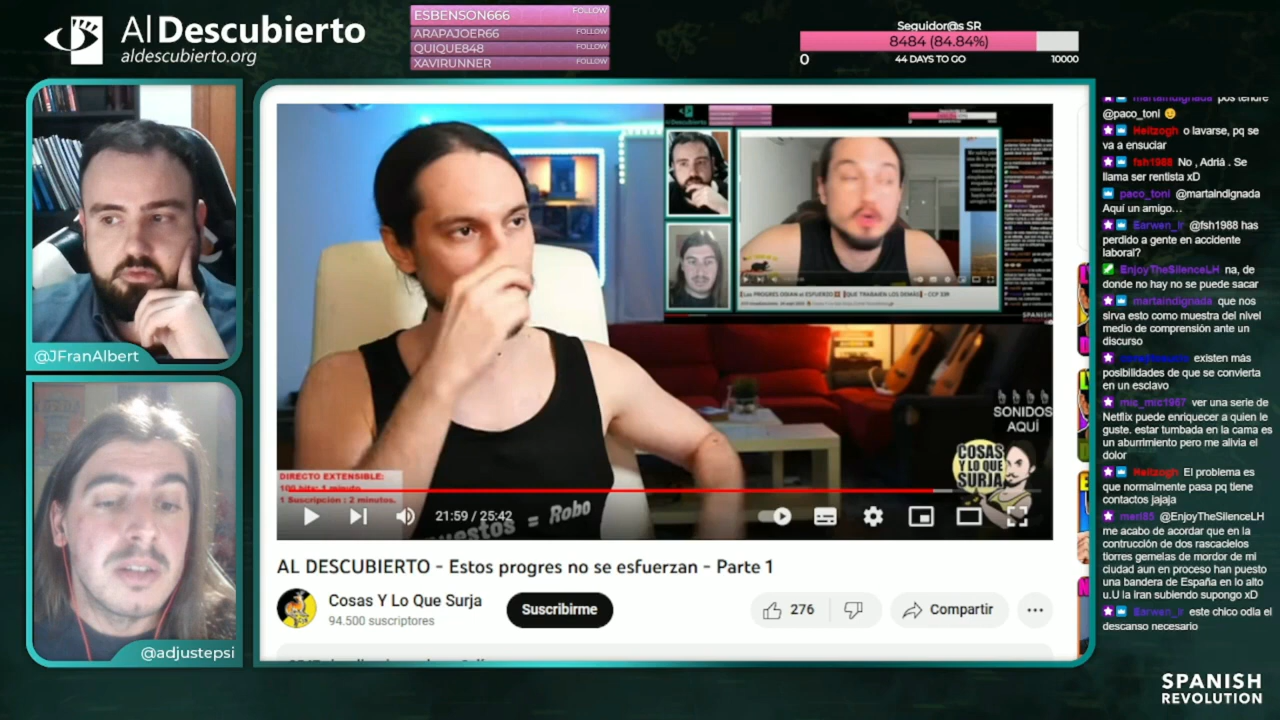 Al Descubierto
aldescubierto.org
ESBENSON666 FOLLOW
ARAPAJOER66 FOLLOW
QUIQUE848 FOLLOW
XAVIRUNNER FOLLOW
Seguidor@s SR
8484 (84.84%)
0 44 DAYS TO GO 10000
@JFranAlbert
@adjustepsi
SONIDOS
AQUÍ
COSAS
Y LO QUE
SURJA
DIRECTO EXTENSIBLE:
100 bits: 1 minuto
1 Suscripción : 2 minutos.
uestos = Robo
21:59 / 25:42
AL DESCUBIERTO - Estos progres no se esfuerzan - Parte 1
Cosas Y Lo Que Surja
94.500 suscriptores
Suscribirme
276
Compartir
martaindignada pos tendré
@paco_toni
Heitzogh o lavarse, pq se
va a ensuciar
fsh1988 No , Adriá . Se
llama ser rentista xD
paco_toni @martaindignada
Aquí un amigo…
Earwen_ir @fsh1988 has
perdido a gente en accidente
laboral?
EnjoyTheSilenceLH na, de
donde no hay no se puede sacar
martaindignada que nos
sirva esto como muestra del nivel
medio de comprensión ante un
discurso
existen más
posibilidades de que se convierta
en un esclavo
mic_mic1967 ver una serie de
Netflix puede enriquecer a quien le
guste. estar tumbada en la cama es
un aburrimiento pero me alivia el
dolor
Heitzogh El problema es
que normalmente pasa pq tiene
contactos jajaja
meri85 @EnjoyTheSilenceLH
me acabo de acordar que en la
contrucción de dos rascacielos
tiorres gemelas de mordor de mi
ciudad aun en proceso han puesto
una bandera de España en lo alto
u.U la iran subiendo supongo xD
Earwen_ir este chico odia el
descanso necesario
SPANISH
REVOLUTION